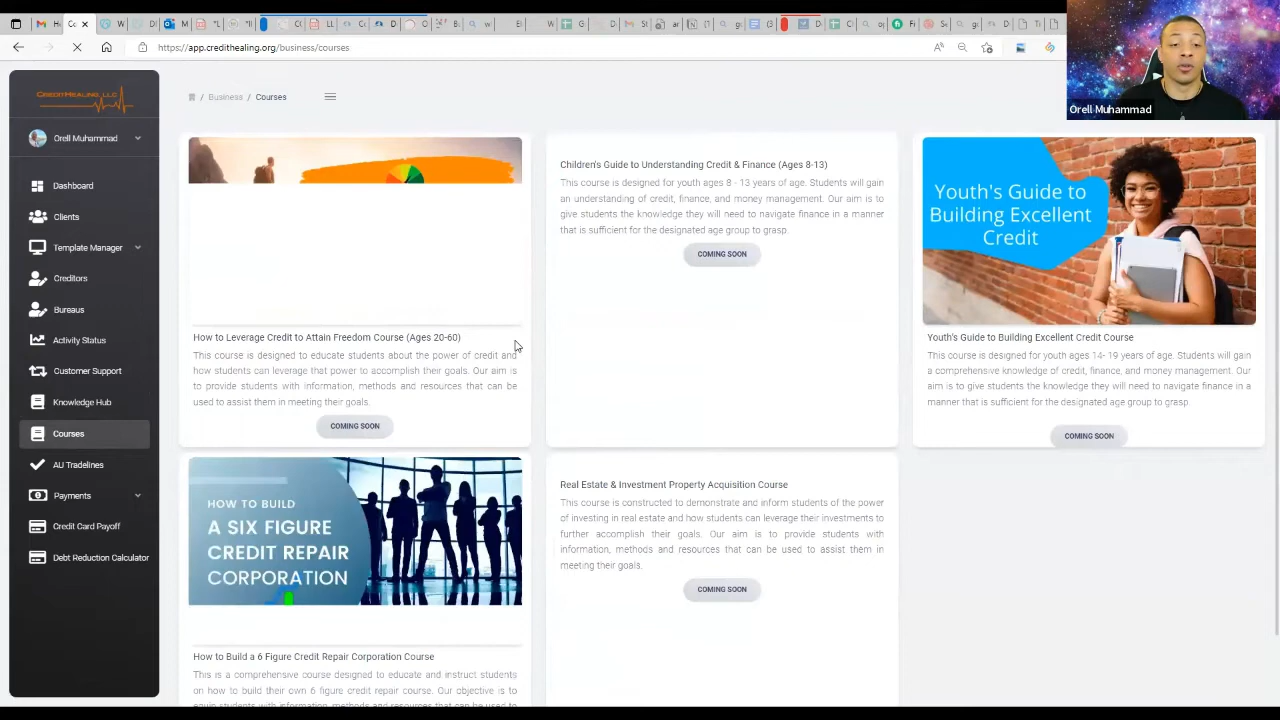 https://app.credithealing.org/business/courses
Orell Muhammad
CREDITHEALING, LLC
Orell Muhammad
Dashboard
Clients
Template Manager
Creditors
Bureaus
Activity Status
Customer Support
Knowledge Hub
Courses
AU Tradelines
Payments
Credit Card Payoff
Debt Reduction Calculator
/ Business / Courses
How to Leverage Credit to Attain Freedom Course (Ages 20-60)
This course is designed to educate students about the power of credit and
how students can leverage that power to accomplish their goals. Our aim is
to provide students with information, methods and resources that can be
used to assist them in meeting their goals.
COMING SOON
Children's Guide to Understanding Credit & Finance (Ages 8-13)
This course is designed for youth ages 8 - 13 years of age. Students will gain
an understanding of credit, finance, and money management. Our aim is to
give students the knowledge they will need to navigate finance in a manner
that is sufficient for the designated age group to grasp.
COMING SOON
Youth's Guide to
Building Excellent
Credit
Youth's Guide to Building Excellent Credit Course
This course is designed for youth ages 14- 19 years of age. Students will gain
a comprehensive knowledge of credit, finance, and money management. Our
aim is to give students the knowledge they will need to navigate finance in a
manner that is sufficient for the designated age group to grasp.
COMING SOON
HOW TO BUILD
A SIX FIGURE
CREDIT REPAIR
CORPORATION
How to Build a 6 Figure Credit Repair Corporation Course
This is a comprehensive course designed to educate and instruct students
on how to build their own 6 figure credit repair course. Our objective is to
equip students with information, methods and resources that can be used to
Real Estate & Investment Property Acquisition Course
This course is constructed to demonstrate and inform students of the power
of investing in real estate and how students can leverage their investments to
further accomplish their goals. Our aim is to provide students with
information, methods and resources that can be used to assist them in
meeting their goals.
COMING SOON